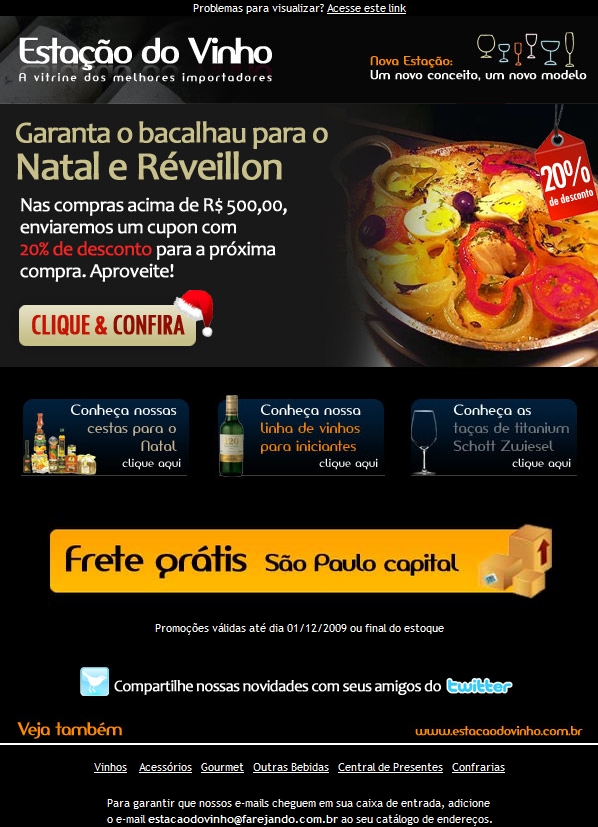 Problemas para visualizar? Acesse este link
Estação do Vinho
A vitrine dos melhores importadores
Nova Estação:
Um novo conceito, um novo modelo
Garanta o bacalhau para o
Natal e Réveillon
Nas compras acima de R$ 500,00,
enviaremos um cupon com
20% de desconto para a próxima
compra. Aproveite!
20%
de desconto
CLIQUE & CONFIRA
Conheça nossas
cestas para o
Natal
clique aqui
120
Conheça nossa
linha de vinhos
para iniciantes
clique aqui
Conheça as
taças de titanium
Schott Zwiesel
clique aqui
Frete grátis São Paulo capital
Promoções válidas até dia 01/12/2009 ou final do estoque
Compartilhe nossas novidades com seus amigos do twitter
Veja também
www.estacaodovinho.com.br
Vinhos Acessórios Gourmet Outras Bebidas Central de Presentes Confrarias
Para garantir que nossos e-mails cheguem em sua caixa de entrada, adicione
o e-mail estacaodovinho@farejando.com.br ao seu catálogo de endereços.